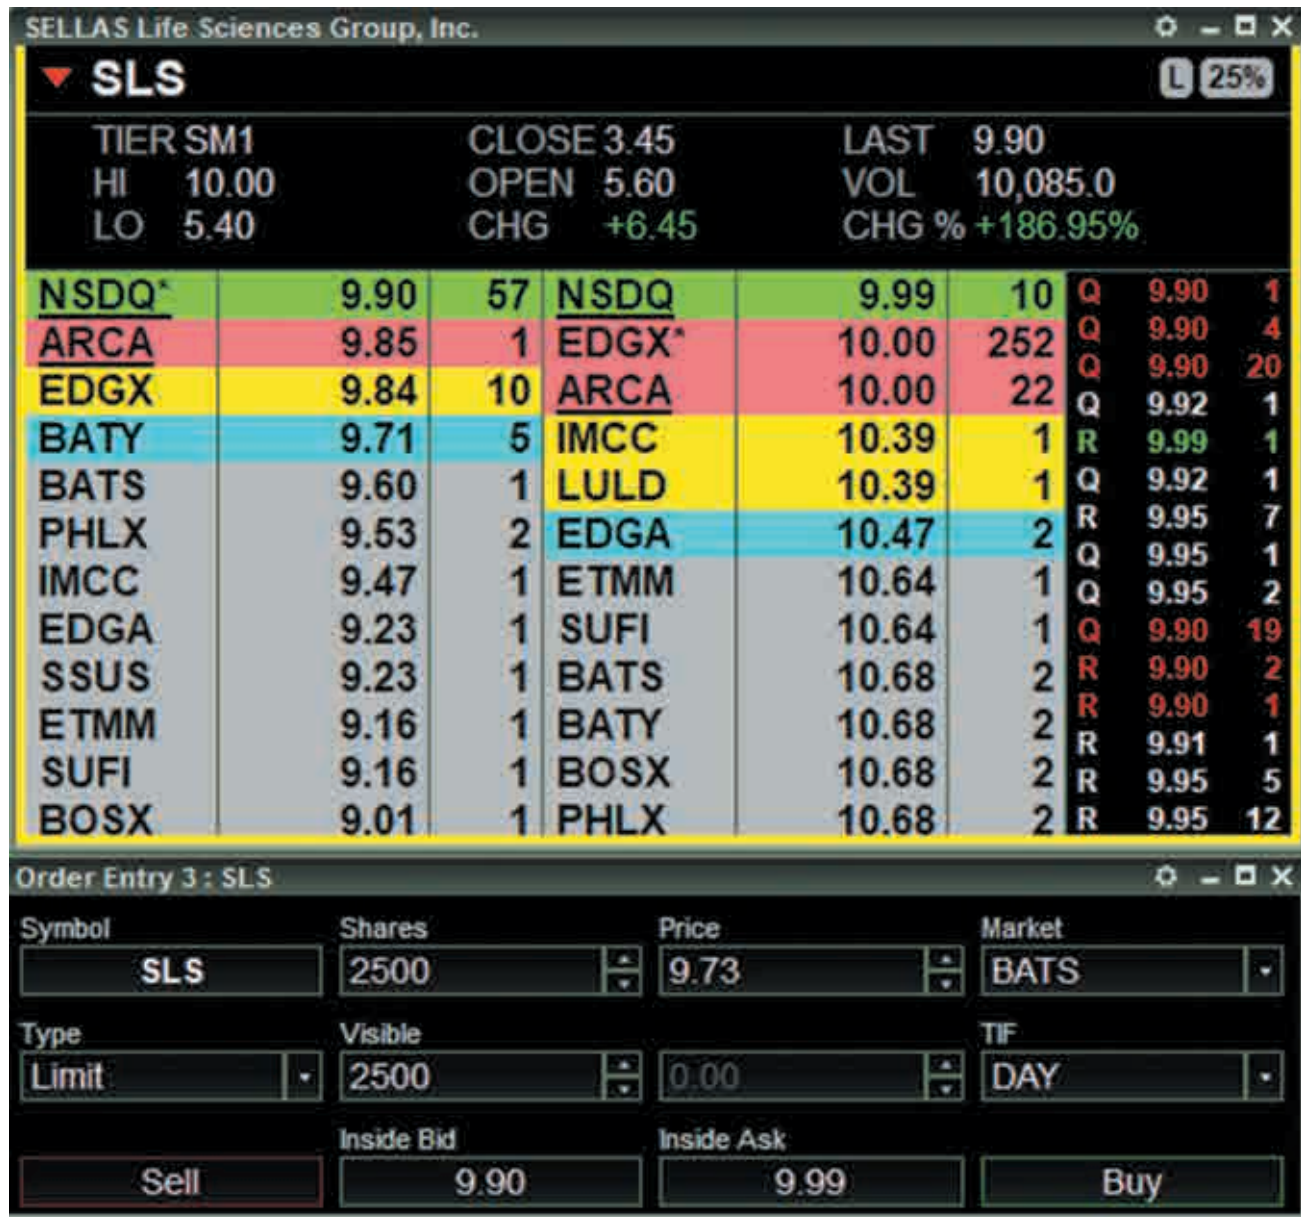 SELLAS Life Sciences Group, Inc.
SLS L 25%
TIER SM1 CLOSE 3.45 LAST 9.90
HI 10.00 OPEN 5.60 VOL 10,085.0
LO 5.40 CHG +6.45 CHG % +186.95%
NSDQ* 9.90 57 NSDQ 9.99 10
ARCA 9.85 1 EDGX* 10.00 252
EDGX 9.84 10 ARCA 10.00 22
BATY 9.71 5 IMCC 10.39 1
BATS 9.60 1 LULD 10.39 1
PHLX 9.53 2 EDGA 10.47 2
IMCC 9.47 1 ETMM 10.64 1
EDGA 9.23 1 SUFI 10.64 1
SSUS 9.23 1 BATS 10.68 2
ETMM 9.16 1 BATY 10.68 2
SUFI 9.16 1 BOSX 10.68 2
BOSX 9.01 1 PHLX 10.68 2
Q 9.90 1
Q 9.90 4
Q 9.90 20
Q 9.92 1
R 9.99 1
Q 9.92 1
R 9.95 7
Q 9.95 1
Q 9.95 2
Q 9.90 19
R 9.90 2
R 9.90 1
R 9.91 1
R 9.95 5
R 9.95 12
Order Entry 3 : SLS
Symbol Shares Price Market
SLS 2500 9.73 BATS
Type Visible TIF
Limit 2500 0.00 DAY
Inside Bid Inside Ask
Sell 9.90 9.99 Buy